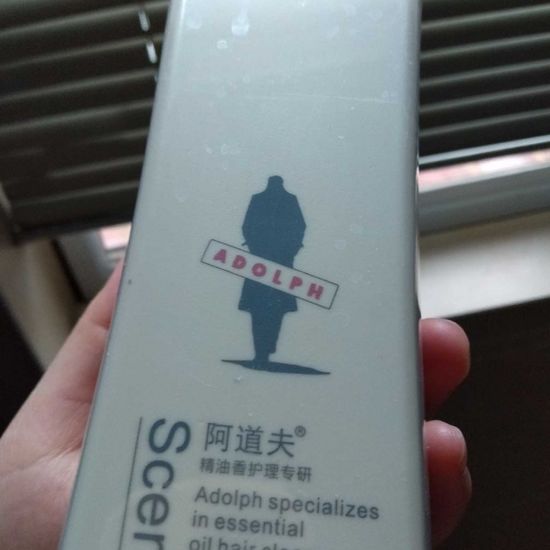 ADOLPH
阿道夫®
精油香护理专研
Adolph specializes
in essential
oil hair